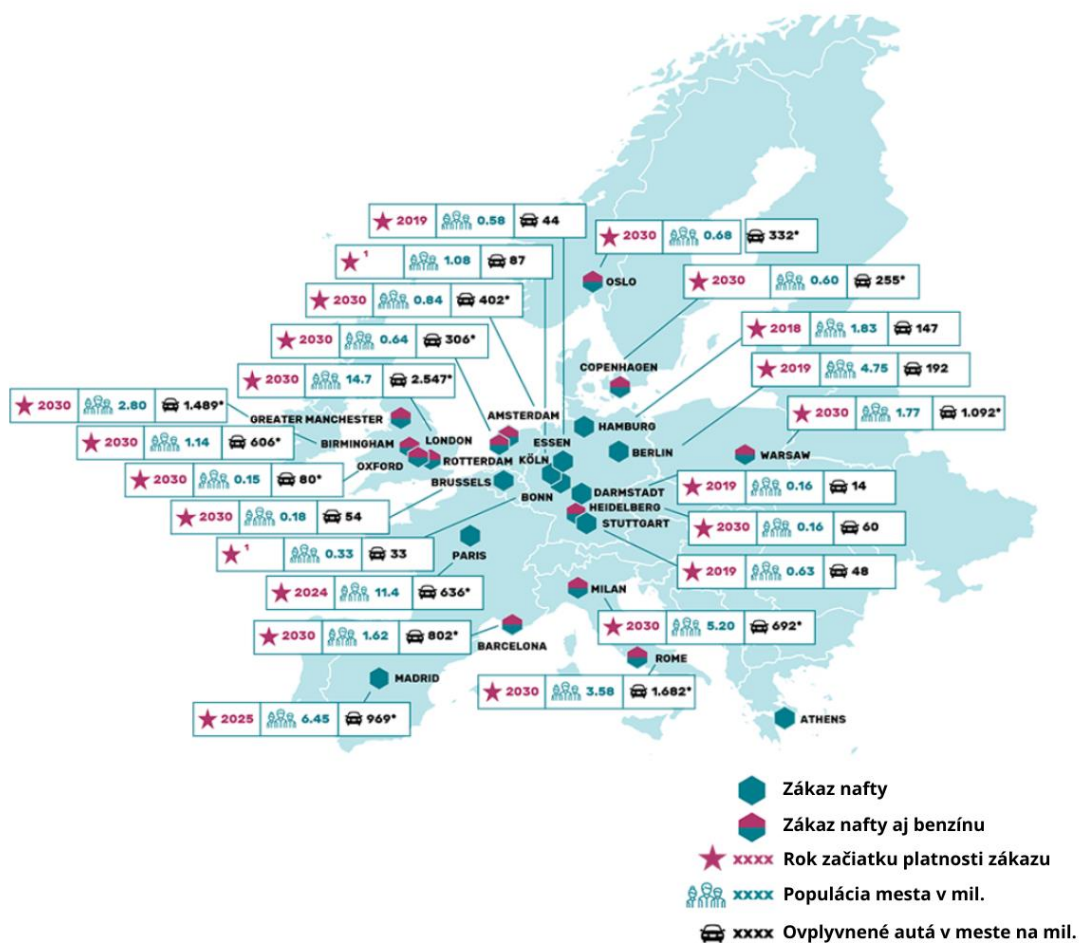 2019 0.58 44
2030 0.68 332*
1 1.08 87
OSLO
2030 0.60 255*
2030 0.84 402*
2018 1.83 147
2030 0.64 306*
COPENHAGEN
2019 4.75 192
2030 14.7 2.547*
2030 2.80 1.489*
2030 1.77 1.092*
GREATER MANCHESTER
AMSTERDAM
HAMBURG
2030 1.14 606*
BIRMINGHAM
LONDON
ESSEN
BERLIN
WARSAW
OXFORD
ROTTERDAM
KÖLN
2030 0.15 80*
BRUSSELS
BONN
DARMSTADT
2019 0.16 14
HEIDELBERG
2030 0.18 54
STUTTGART
2030 0.16 60
1 0.33 33
PARIS
2019 0.63 48
2024 11.4 636*
MILAN
2030 5.20 692*
2030 1.62 802*
BARCELONA
ROME
MADRID
2030 3.58 1.682*
2025 6.45 969*
ATHENS
Zákaz nafty
Zákaz nafty aj benzínu
xxxx Rok začiatku platnosti zákazu
xxxx Populácia mesta v mil.
xxxx Ovplyvnené autá v meste na mil.